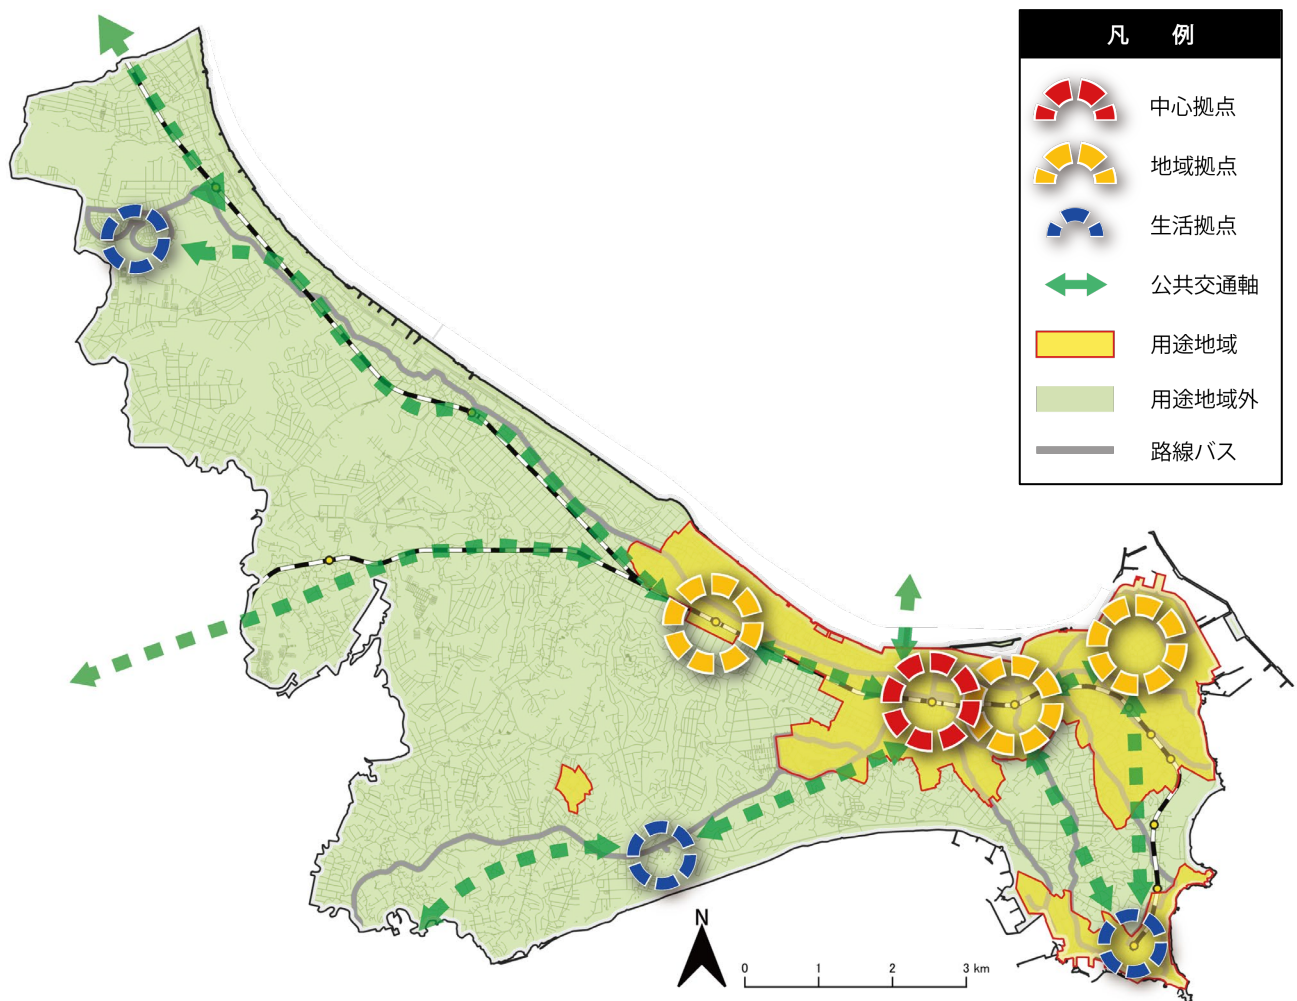 凡 例
中心拠点
地域拠点
生活拠点
公共交通軸
用途地域
用途地域外
路線バス
N
0 1 2 3 km